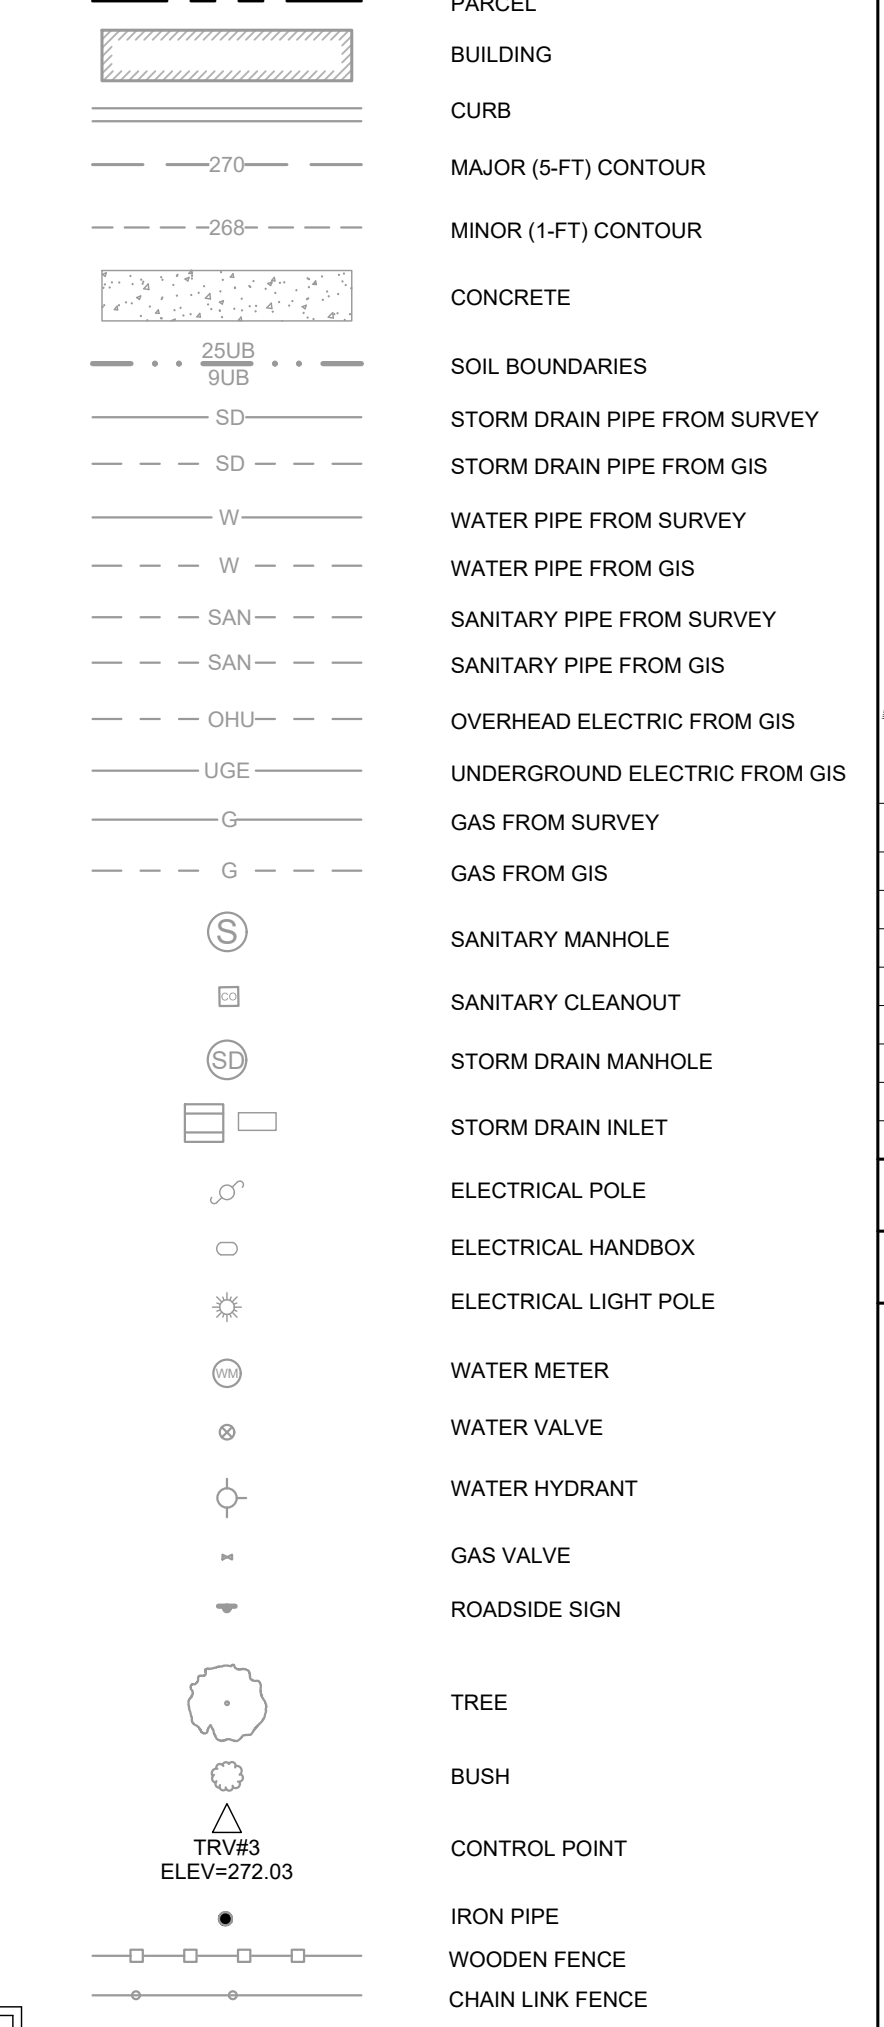 PARCEL
BUILDING
CURB
270 MAJOR (5-FT) CONTOUR
268 MINOR (1-FT) CONTOUR
CONCRETE
25UB
9UB
SOIL BOUNDARIES
SD STORM DRAIN PIPE FROM SURVEY
SD STORM DRAIN PIPE FROM GIS
W WATER PIPE FROM SURVEY
W WATER PIPE FROM GIS
SAN SANITARY PIPE FROM SURVEY
SAN SANITARY PIPE FROM GIS
OHU OVERHEAD ELECTRIC FROM GIS
UGE UNDERGROUND ELECTRIC FROM GIS
G GAS FROM SURVEY
G GAS FROM GIS
S SANITARY MANHOLE
CO SANITARY CLEANOUT
SD STORM DRAIN MANHOLE
STORM DRAIN INLET
ELECTRICAL POLE
ELECTRICAL HANDBOX
ELECTRICAL LIGHT POLE
WM WATER METER
WATER VALVE
WATER HYDRANT
GAS VALVE
ROADSIDE SIGN
TREE
BUSH
TRV#3
ELEV=272.03
CONTROL POINT
IRON PIPE
WOODEN FENCE
CHAIN LINK FENCE